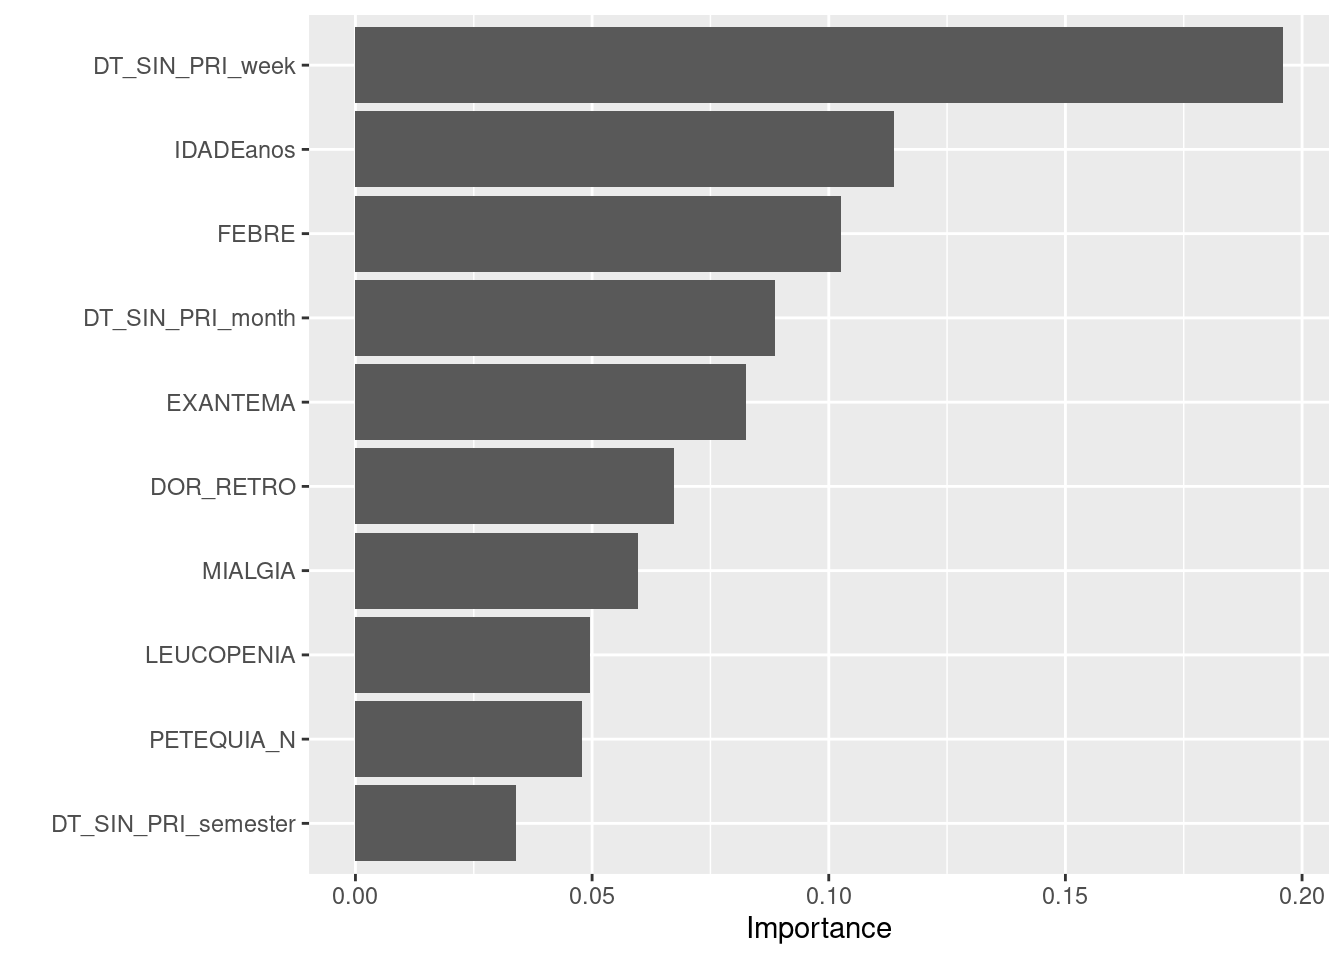 DT_SIN_PRI_week
IDADEanos
FEBRE
DT_SIN_PRI_month
EXANTEMA
DOR_RETRO
MIALGIA
LEUCOPENIA
PETEQUIA_N
DT_SIN_PRI_semester
0.00 0.05 0.10 0.15 0.20
Importance